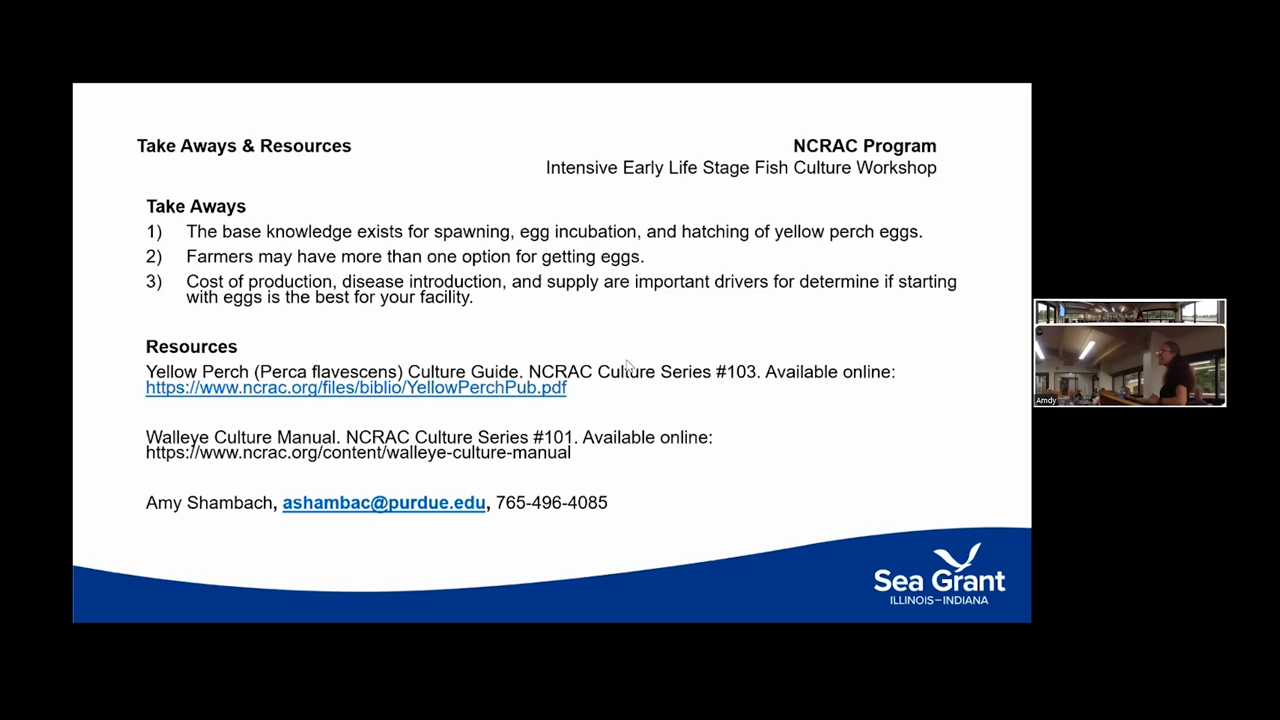 Take Aways & Resources
NCRAC Program
Intensive Early Life Stage Fish Culture Workshop
Take Aways
1) The base knowledge exists for spawning, egg incubation, and hatching of yellow perch eggs.
2) Farmers may have more than one option for getting eggs.
3) Cost of production, disease introduction, and supply are important drivers for determine if starting
with eggs is the best for your facility.
Resources
Yellow Perch (Perca flavescens) Culture Guide. NCRAC Culture Series #103. Available online:
https://www.ncrac.org/files/biblio/YellowPerchPub.pdf
Walleye Culture Manual. NCRAC Culture Series #101. Available online:
https://www.ncrac.org/content/walleye-culture-manual
Amy Shambach, ashambac@purdue.edu, 765-496-4085
Sea Grant
ILLINOIS–INDIANA
Amdy